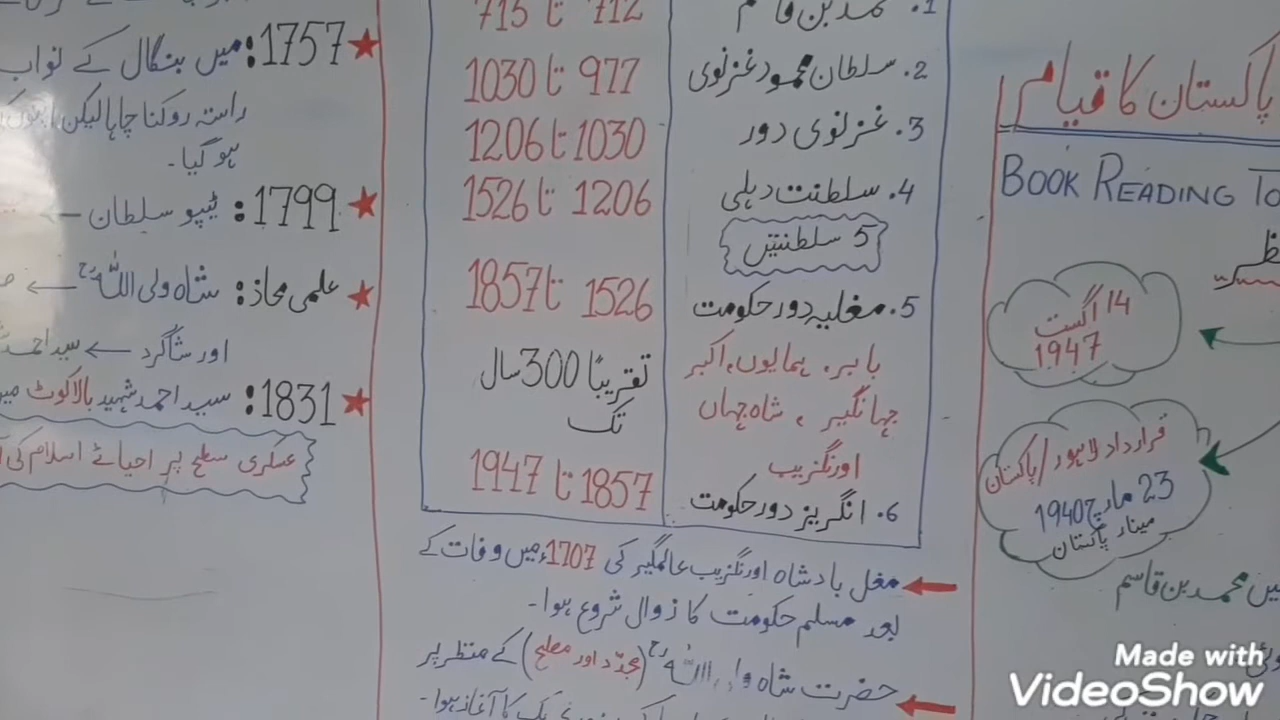 پاکستان کا قیام
BOOK READING TO
14 اگست
1947
قرارداد لاہور/پاکستان
23 مارچ 1940
مینار پاکستان
میں محمد بن قاسم
1. محمد بن قاسم 712 تا 715
2. سلطان محمود غزنوی 977 تا 1030
3. غزنوی دور 1030 تا 1206
4. سلطنت دہلی 1206 تا 1526
5 سلطنتیں
5. مغلیہ دور حکومت 1526 تا 1857
بابر، ہمایوں، اکبر تقریباً 300 سال
جہانگیر، شاہ جہاں تک
اورنگزیب
6. انگریز دور حکومت 1857 تا 1947
مغل بادشاہ اورنگزیب عالمگیر کی 1707ء میں وفات کے
بعد مسلم حکومت کا زوال شروع ہوا۔
حضرت شاہ ولی اللہؒ (مجدّد اور مصلح) کے منظر پر
کا آغاز ہوا۔
1757: میں بنگال کے نواب
راستہ روکنا چاہا لیکن
ہو گیا۔
1799: ٹیپو سلطان ←
علمی محاذ: شاہ ولی اللہؒ ←
اور شاگرد ← سید احمد
1831: سید احمد شہید بالاکوٹ میں
عسکری سطح پر احیائے اسلام کی
Made with
VideoShow